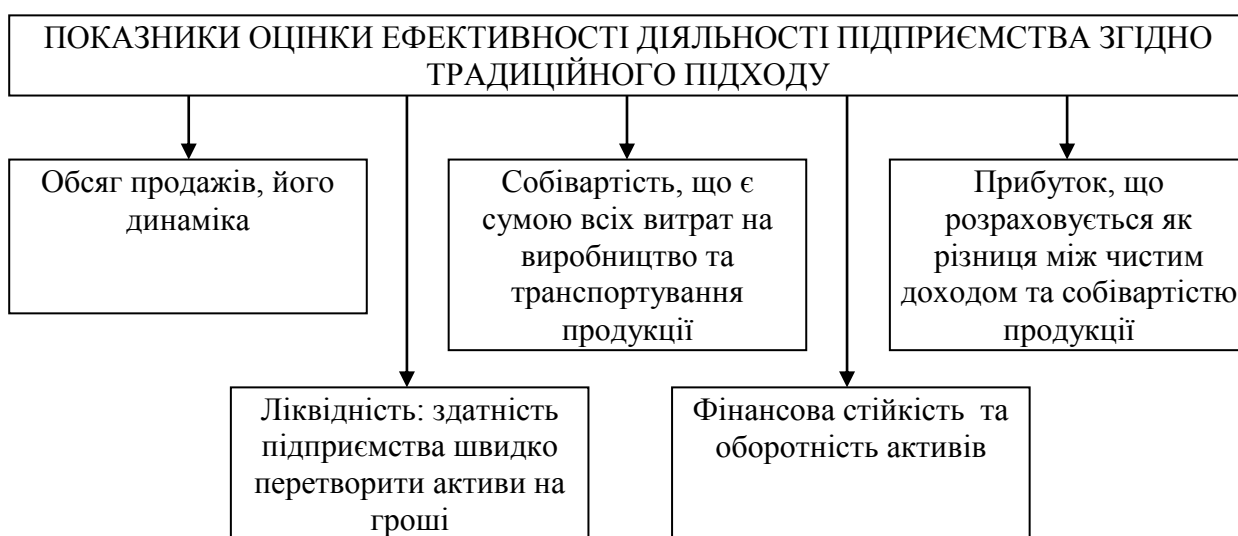 ПОКАЗНИКИ ОЦІНКИ ЕФЕКТИВНОСТІ ДІЯЛЬНОСТІ ПІДПРИЄМСТВА ЗГІДНО
ТРАДИЦІЙНОГО ПІДХОДУ
Обсяг продажів, його
динаміка
Собівартість, що є
сумою всіх витрат на
виробництво та
транспортування
продукції
Прибуток, що
розраховується як
різниця між чистим
доходом та собівартістю
продукції
Ліквідність: здатність
підприємства швидко
перетворити активи на
гроші
Фінансова стійкість та
оборотність активів